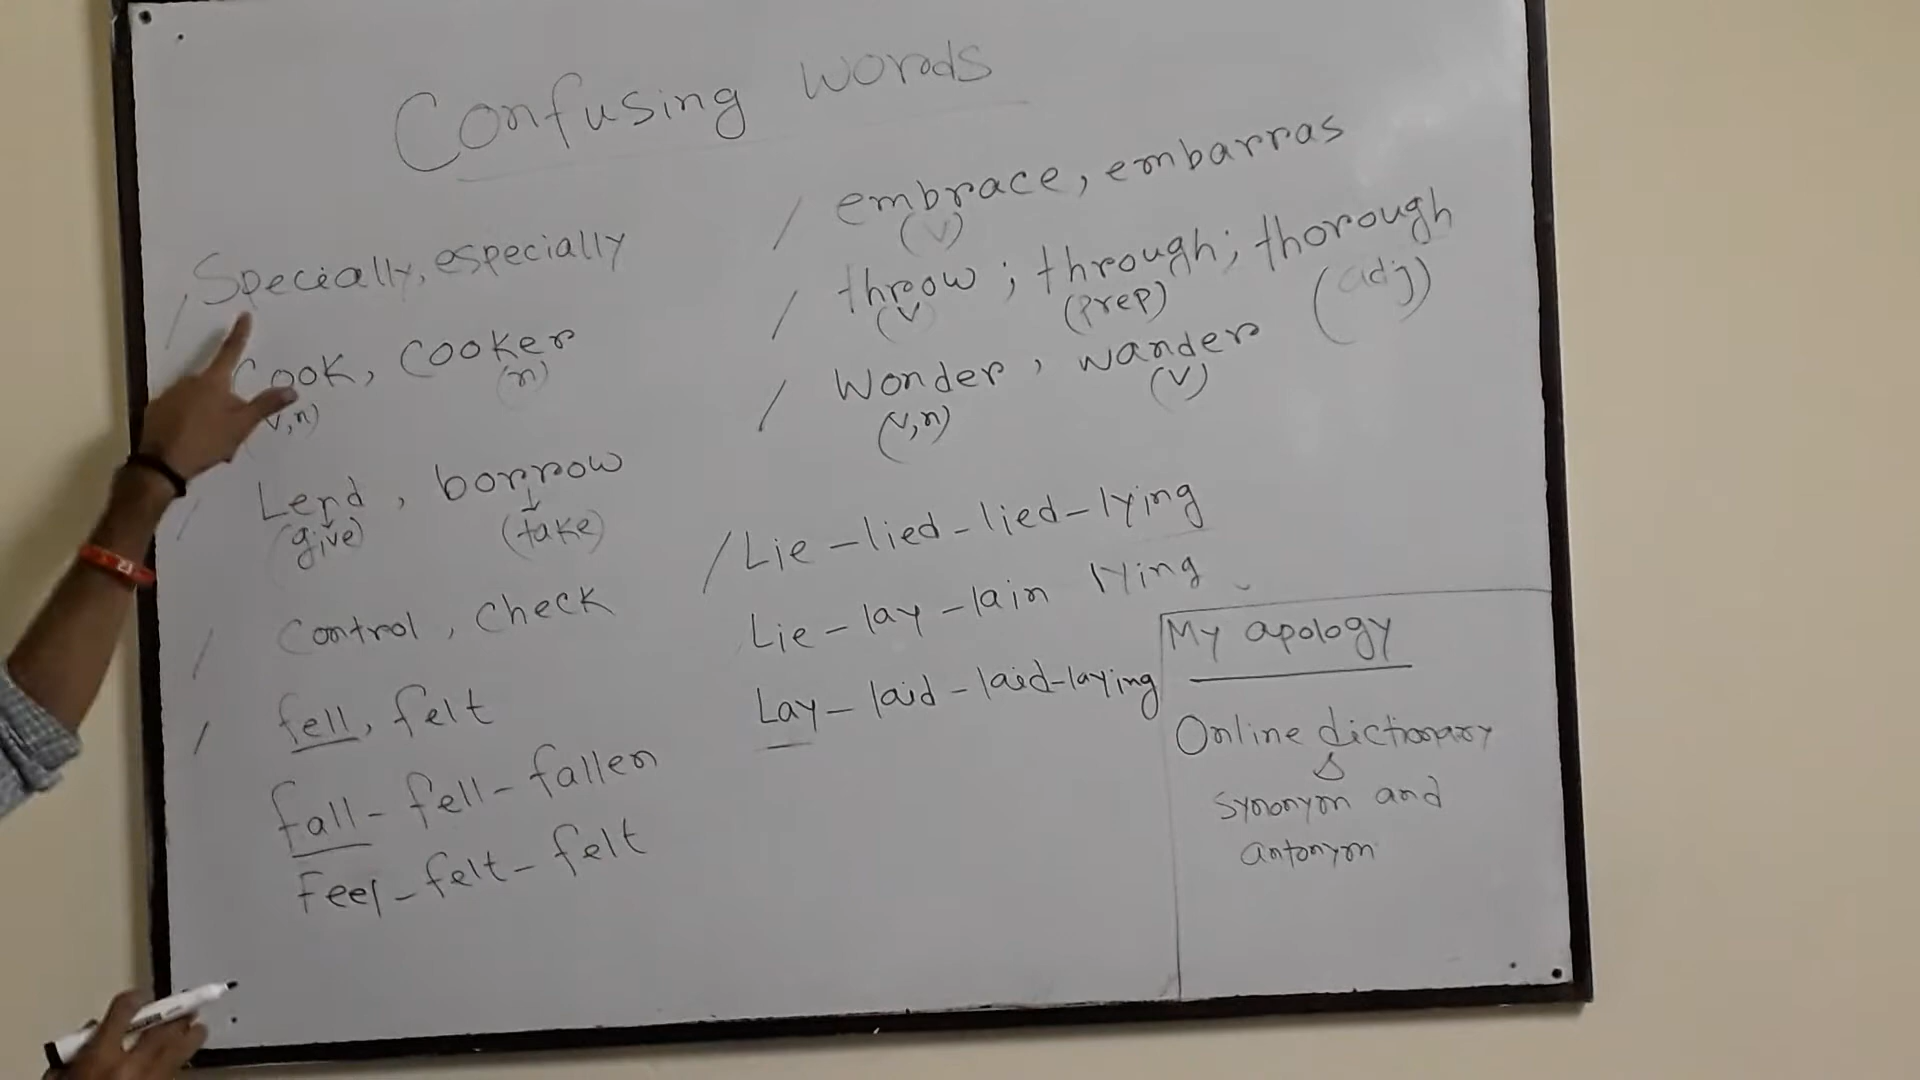 Confusing words
Specially, especially
Cook, Cooker
(v,n) (n)
Lend, borrow
(give) (take)
Control, Check
fell, felt
fall - fell - fallen
Feel - felt - felt
embrace, embarras
(v)
throw ; through; thorough
(v) (prep) (adj)
Wonder, wander
(v,n) (v)
Lie - lied - lied - lying
Lie - lay - lain lying
Lay - laid - laid - laying
My apology
Online dictionary
synonym and
antonym